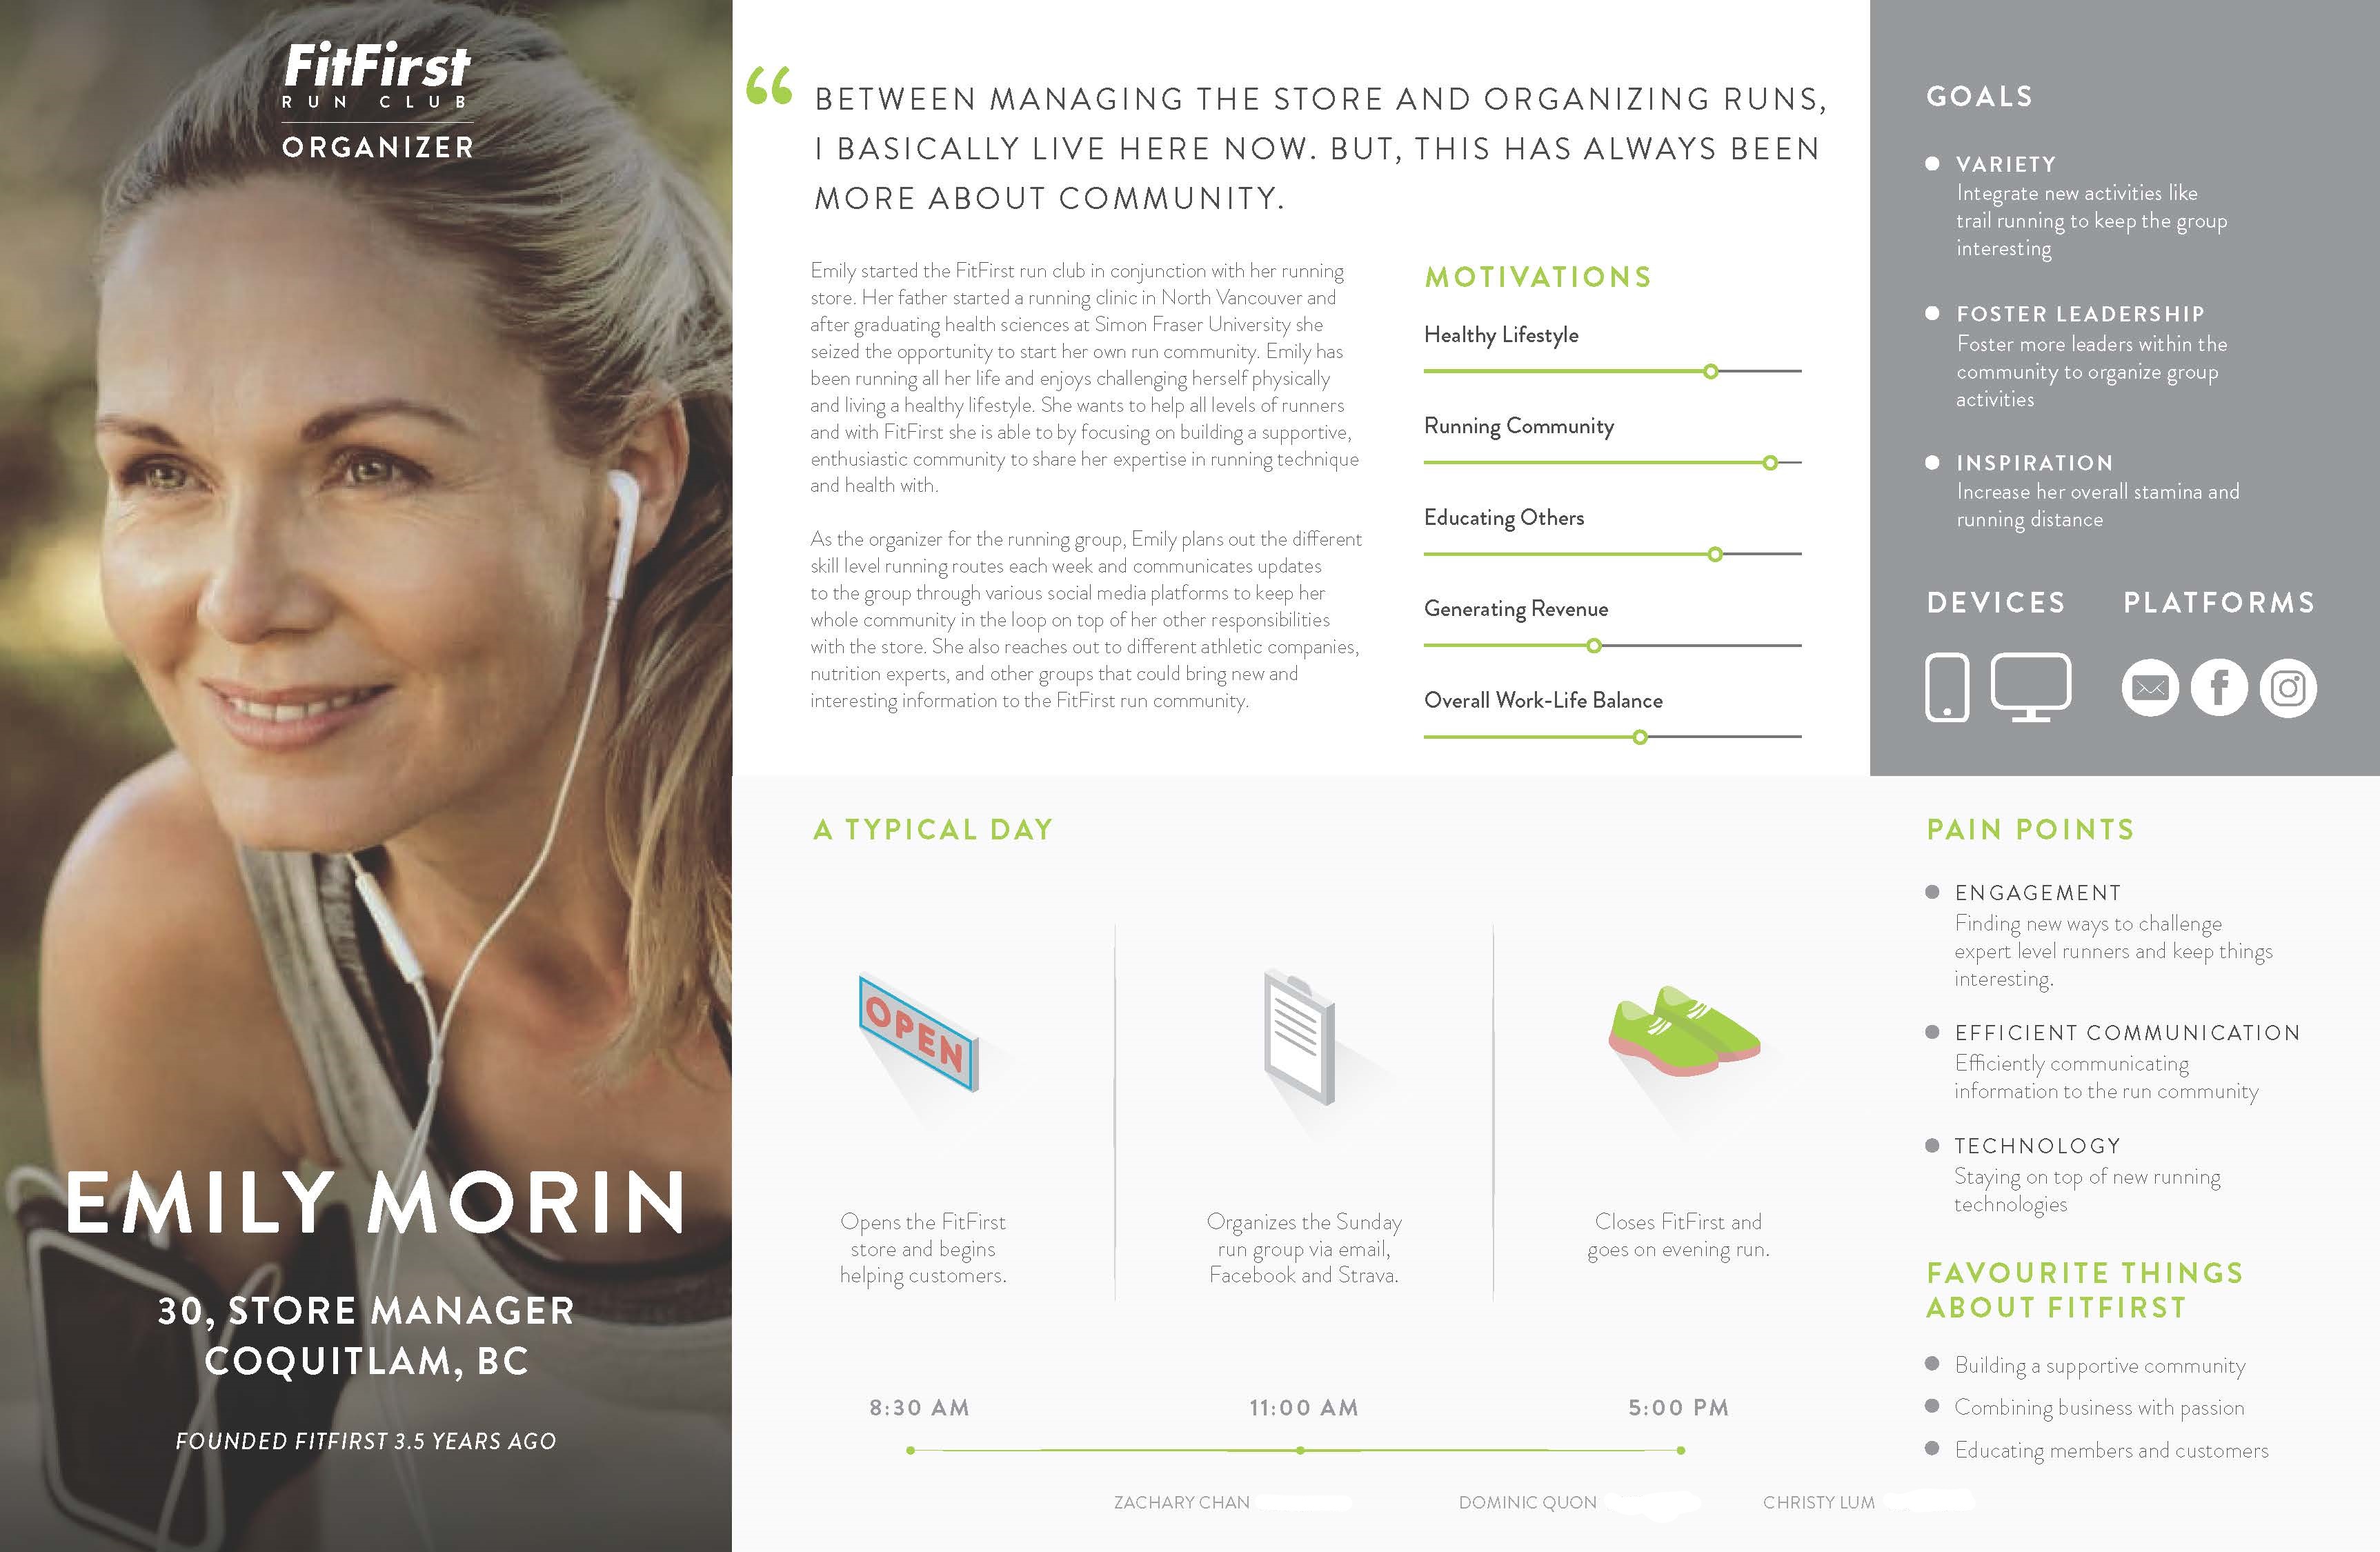 FitFirst
RUN CLUB
ORGANIZER
EMILY MORIN
30, STORE MANAGER
COQUITLAM, BC
FOUNDED FITFIRST 3.5 YEARS AGO
“ BETWEEN MANAGING THE STORE AND ORGANIZING RUNS,
I BASICALLY LIVE HERE NOW. BUT, THIS HAS ALWAYS BEEN
MORE ABOUT COMMUNITY.
Emily started the FitFirst run club in conjunction with her running
store. Her father started a running clinic in North Vancouver and
after graduating health sciences at Simon Fraser University she
seized the opportunity to start her own run community. Emily has
been running all her life and enjoys challenging herself physically
and living a healthy lifestyle. She wants to help all levels of runners
and with FitFirst she is able to by focusing on building a supportive,
enthusiastic community to share her expertise in running technique
and health with.
As the organizer for the running group, Emily plans out the different
skill level running routes each week and communicates updates
to the group through various social media platforms to keep her
whole community in the loop on top of her other responsibilities
with the store. She also reaches out to different athletic companies,
nutrition experts, and other groups that could bring new and
interesting information to the FitFirst run community.
MOTIVATIONS
Healthy Lifestyle
Running Community
Educating Others
Generating Revenue
Overall Work-Life Balance
GOALS
VARIETY
Integrate new activities like
trail running to keep the group
interesting
FOSTER LEADERSHIP
Foster more leaders within the
community to organize group
activities
INSPIRATION
Increase her overall stamina and
running distance
DEVICES
PLATFORMS
f
A TYPICAL DAY
OPEN
Opens the FitFirst
store and begins
helping customers.
Organizes the Sunday
run group via email,
Facebook and Strava.
Closes FitFirst and
goes on evening run.
8:30 AM
11:00 AM
5:00 PM
PAIN POINTS
ENGAGEMENT
Finding new ways to challenge
expert level runners and keep things
interesting.
EFFICIENT COMMUNICATION
Efficiently communicating
information to the run community
TECHNOLOGY
Staying on top of new running
technologies
FAVOURITE THINGS
ABOUT FITFIRST
Building a supportive community
Combining business with passion
Educating members and customers
ZACHARY CHAN
DOMINIC QUON
CHRISTY LUM